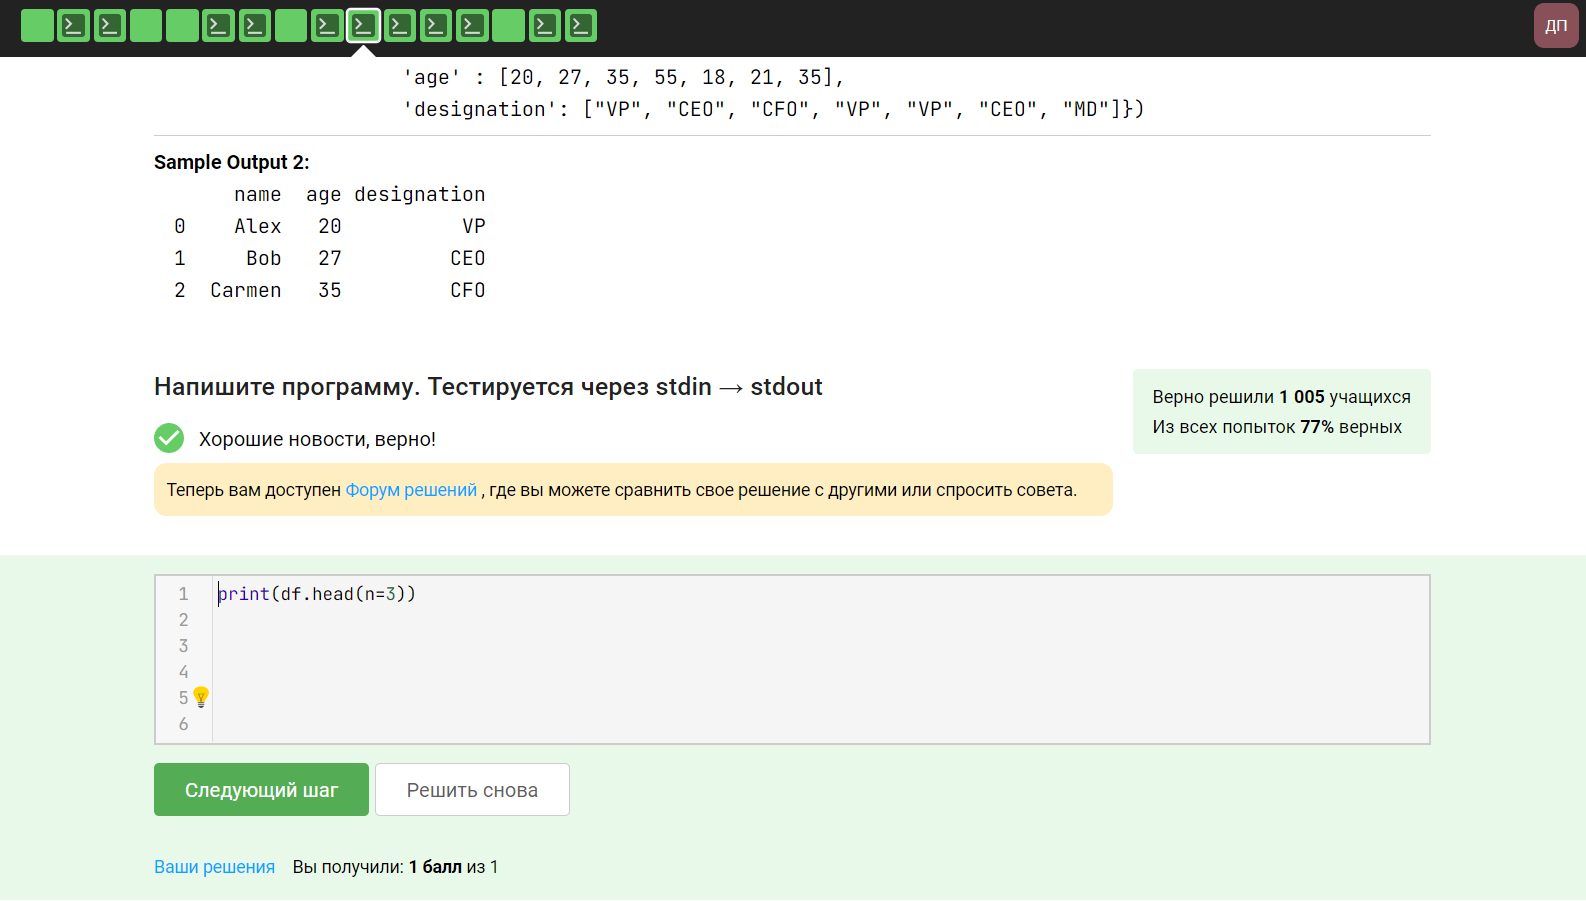 ДП
'age' : [20, 27, 35, 55, 18, 21, 35],
'designation': ["VP", "CEO", "CFO", "VP", "VP", "CEO", "MD"]})
Sample Output 2:
name age designation
0 Alex 20 VP
1 Bob 27 CEO
2 Carmen 35 CFO
Напишите программу. Тестируется через stdin → stdout
Верно решили 1 005 учащихся
Из всех попыток 77% верных
Хорошие новости, верно!
Теперь вам доступен Форум решений , где вы можете сравнить свое решение с другими или спросить совета.
1 print(df.head(n=3))
2
3
4
5
6
Следующий шаг Решить снова
Ваши решения Вы получили: 1 балл из 1